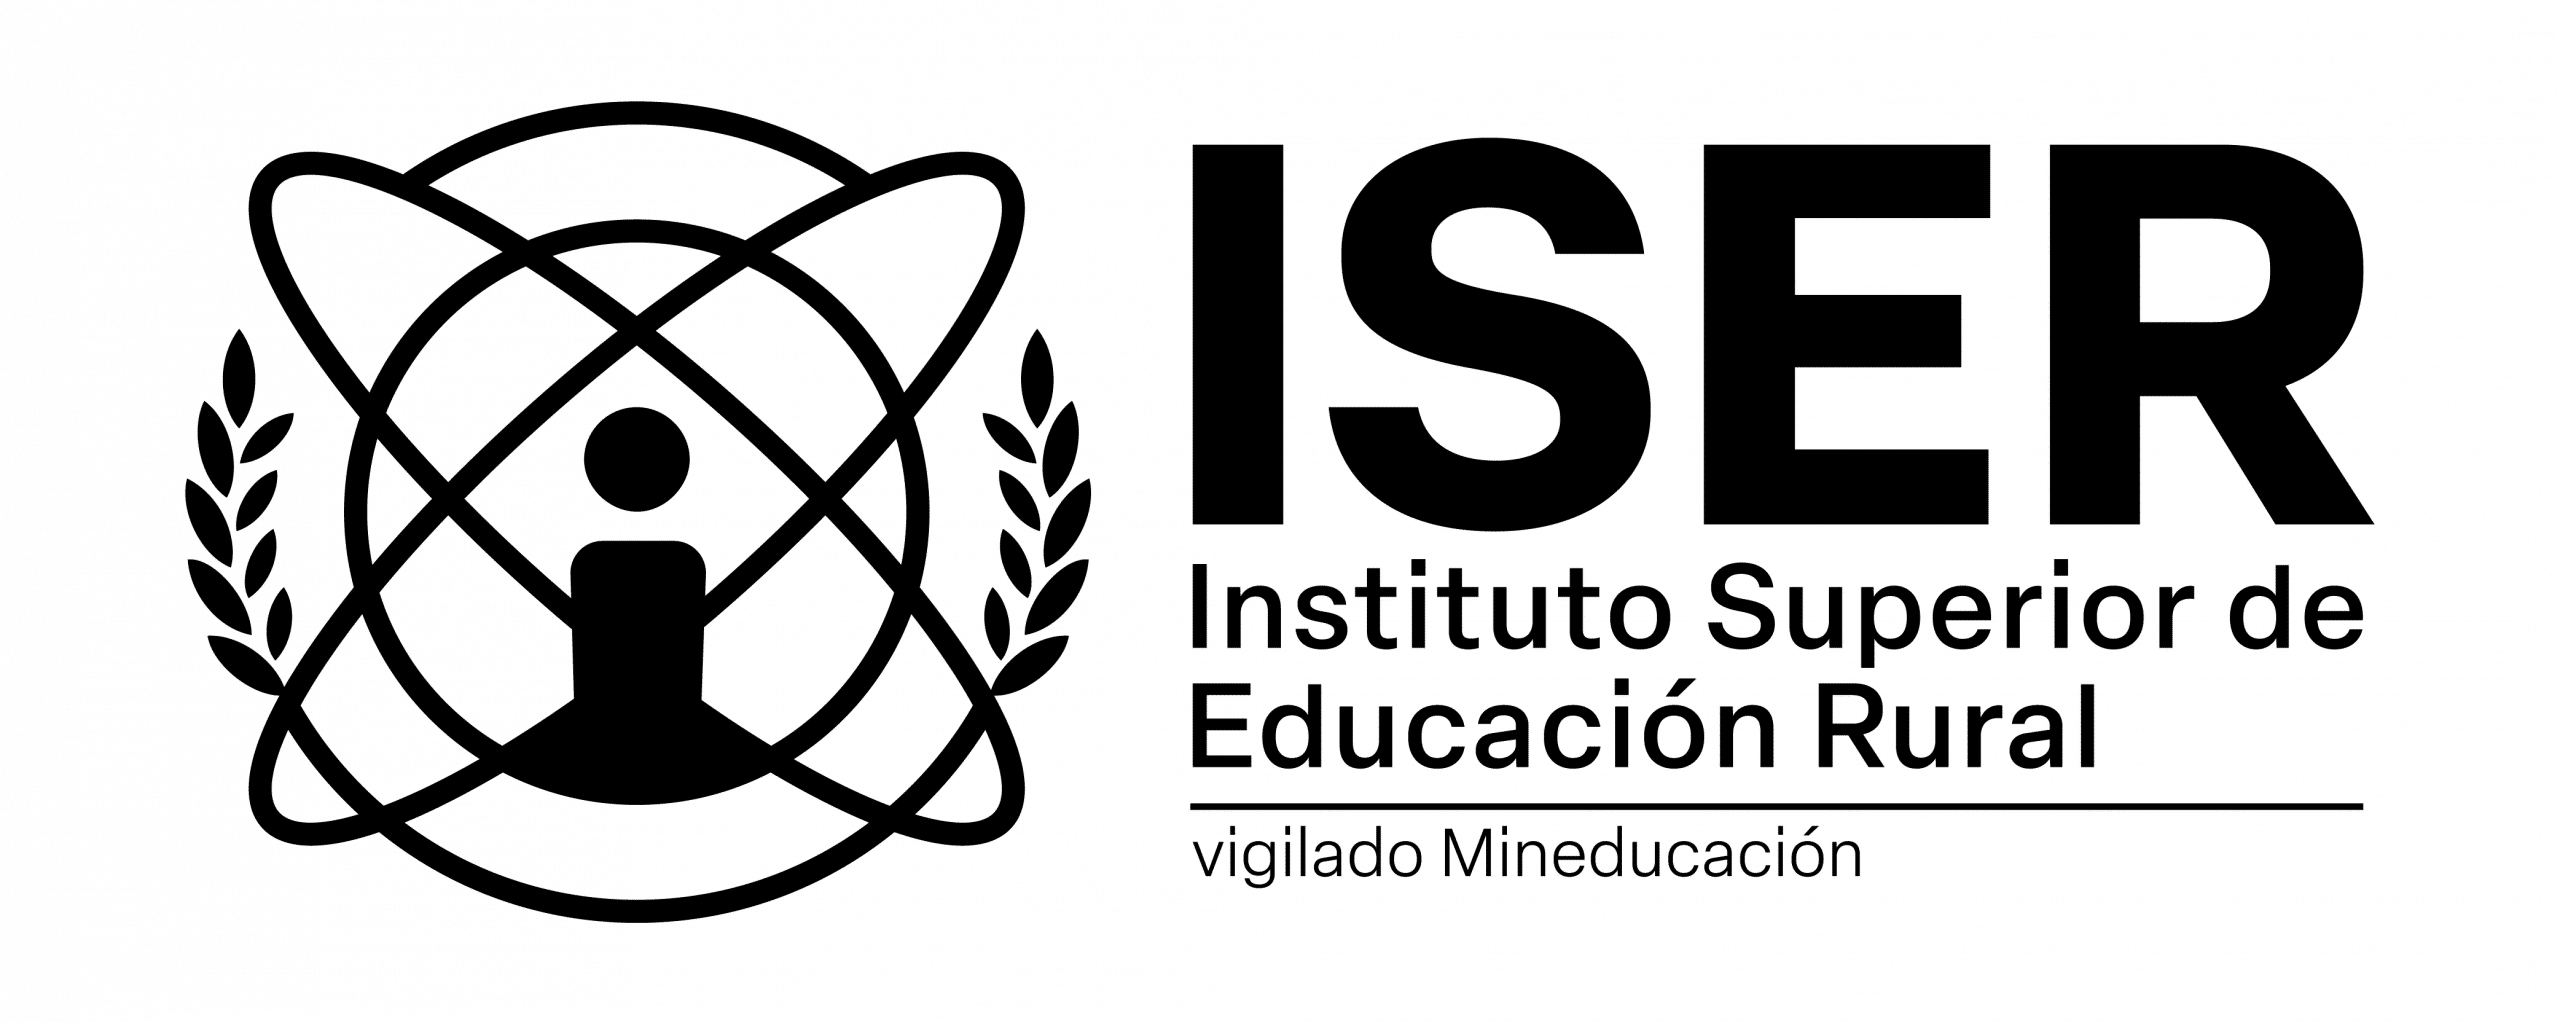 ISER
Instituto Superior de
Educación Rural
vigilado Mineducación